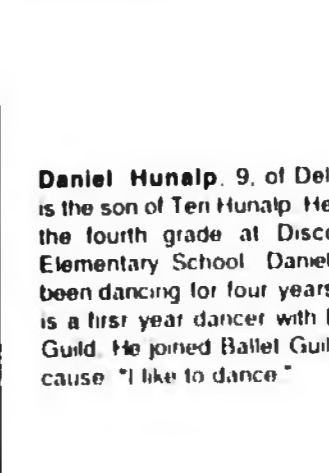 Daniel Hunalp, 9, of Del
is the son of Teri Hunalp. He
the fourth grade at Disco
Elementary School. Daniel
been dancing for four years
is a first year dancer with
Guild. He joined Ballet Guil
cause "I like to dance."